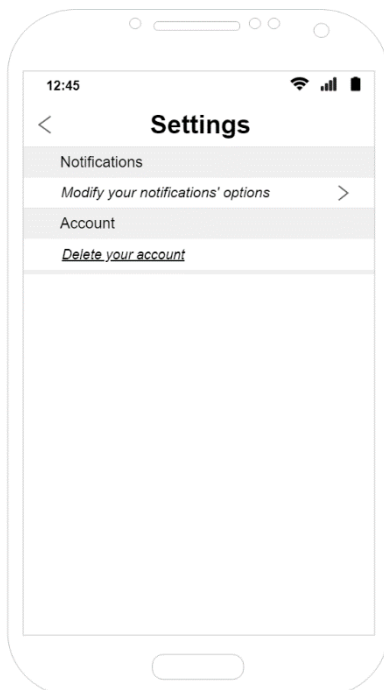 12:45
Settings
Notifications
Modify your notifications' options
Account
Delete your account